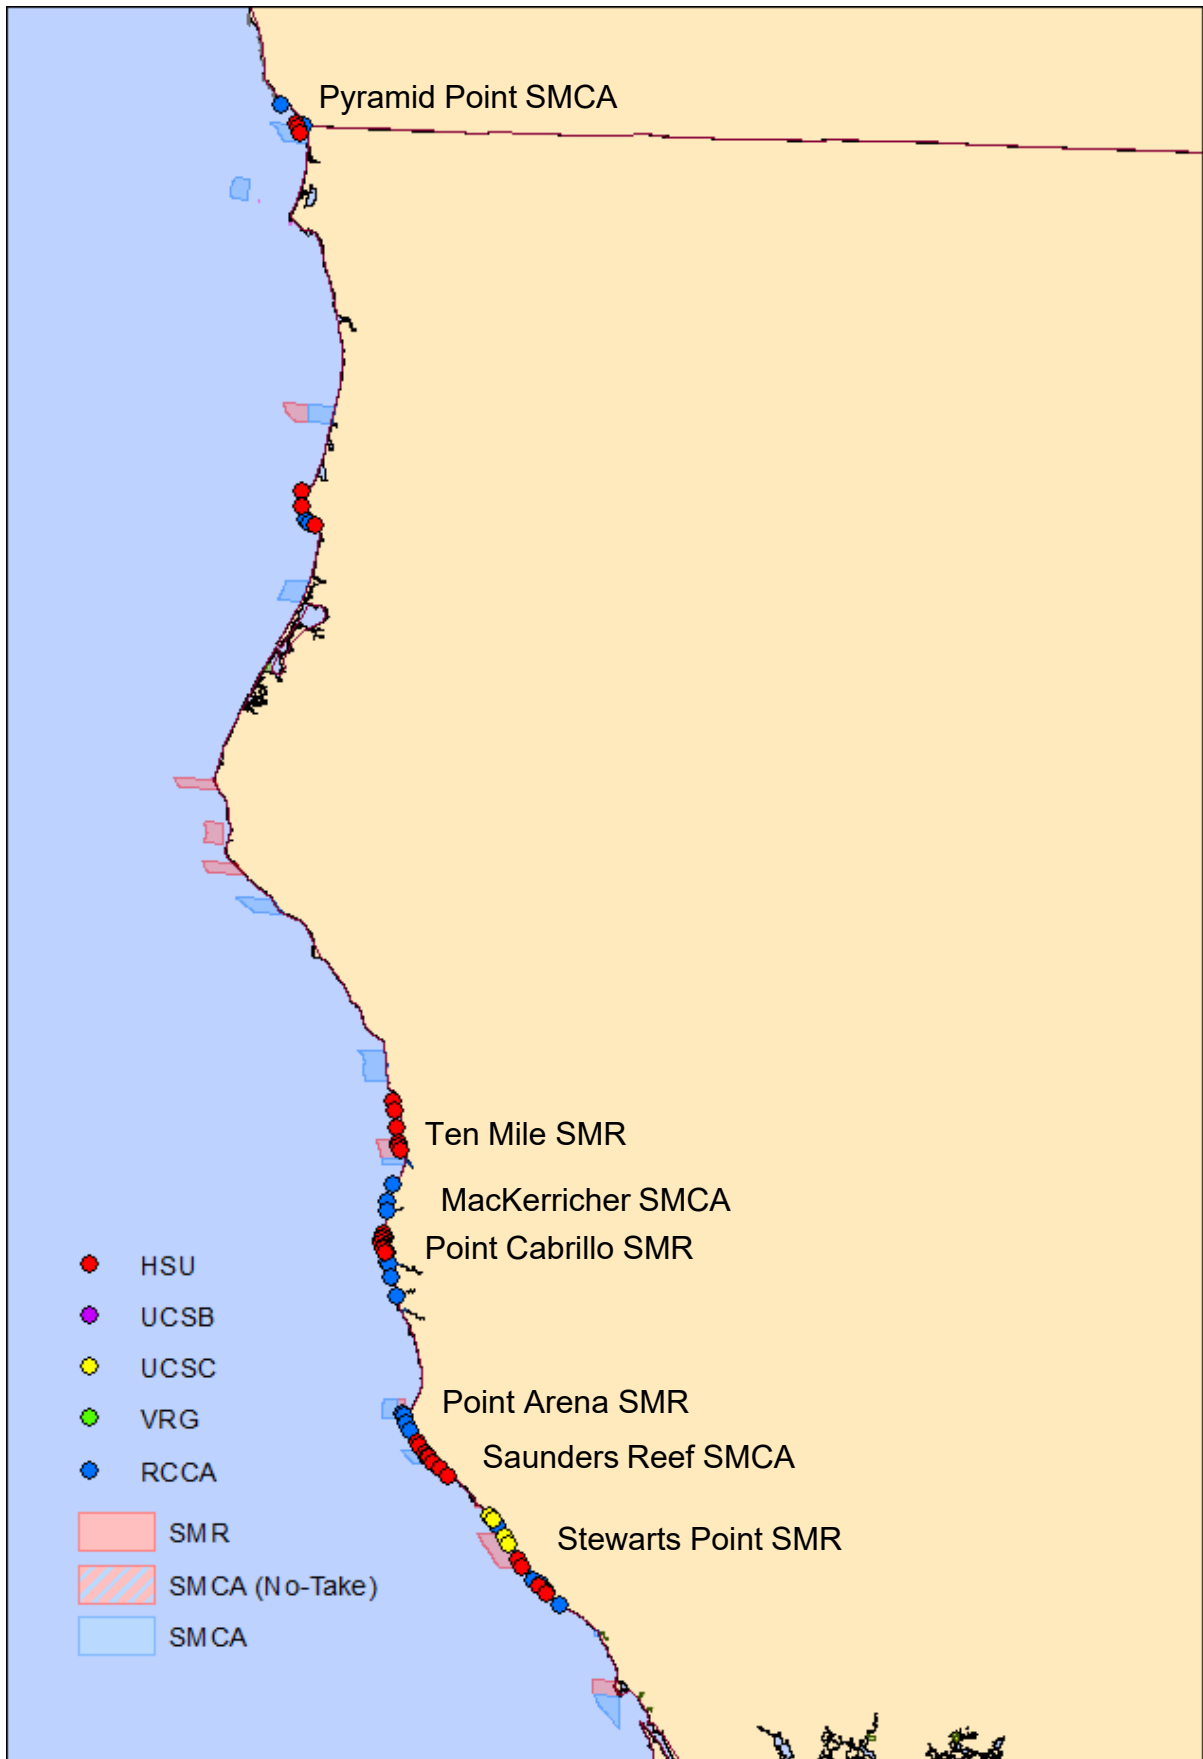 Pyramid Point SMCA
Ten Mile SMR
MacKerricher SMCA
Point Cabrillo SMR
HSU
UCSB
UCSC
VRG
RCCA
SMR
SMCA (No-Take)
SMCA
Point Arena SMR
Saunders Reef SMCA
Stewarts Point SMR